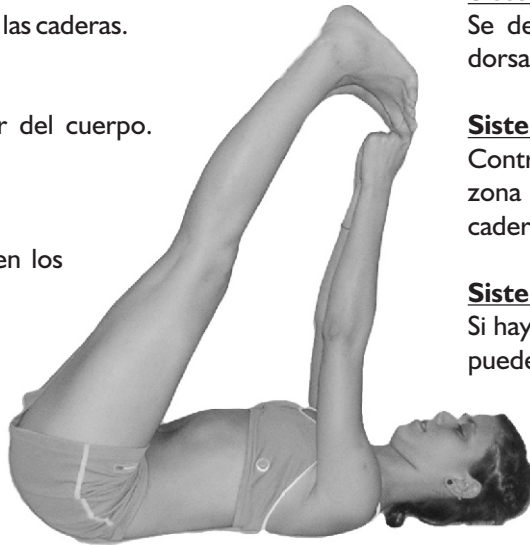 las caderas.
r del cuerpo.
en los
Se de
dorsa
Siste
Contr
zona
cader
Siste
Si hay
puede